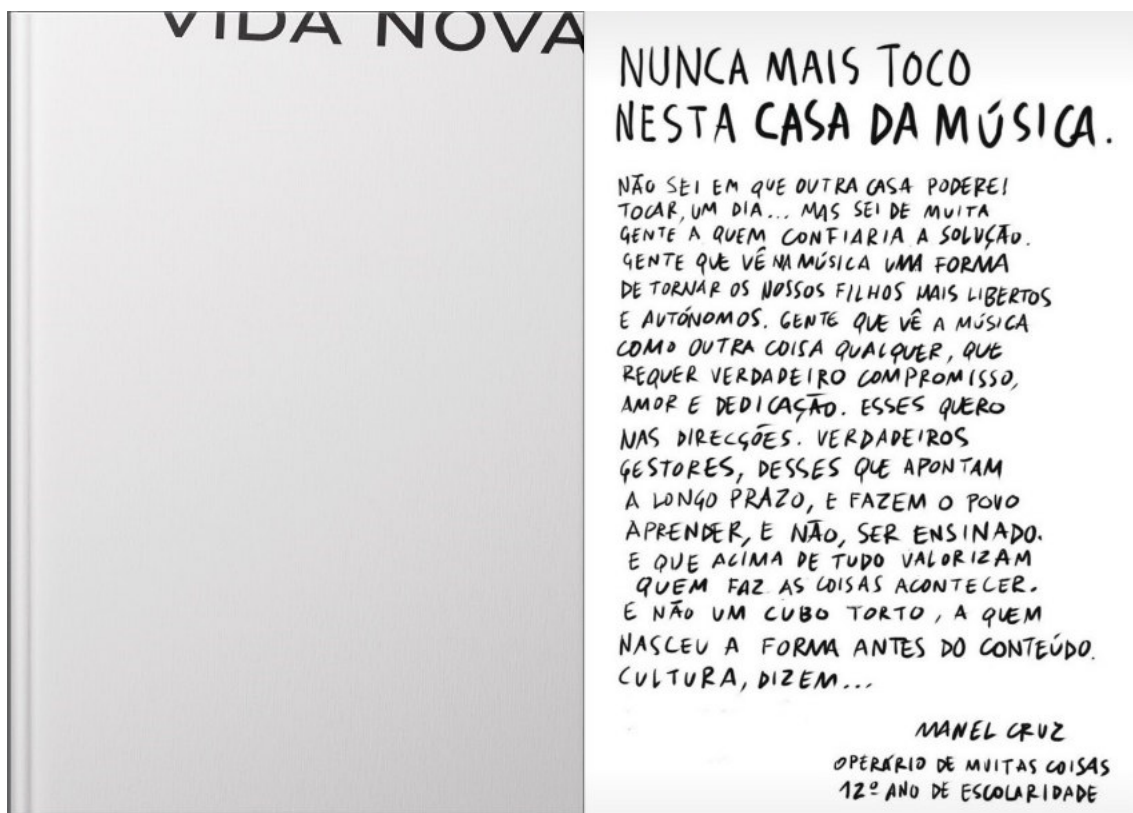 VIDA NOVA
NUNCA MAIS TOCO
NESTA CASA DA MÚSICA.
NÃO SEI EM QUE OUTRA CASA PODEREI
TOCAR, UM DIA... MAS SEI DE MUITA
GENTE A QUEM CONFIARIA A SOLUÇÃO.
GENTE QUE VÊ NA MÚSICA UMA FORMA
DE TORNAR OS NOSSOS FILHOS MAIS LIBERTOS
E AUTÓNOMOS. GENTE QUE VÊ A MÚSICA
COMO OUTRA COISA QUALQUER, QUE
REQUER VERDADEIRO COMPROMISSO,
AMOR E DEDICAÇÃO. ESSES QUERO
NAS DIRECÇÕES. VERDADEIROS
GESTORES, DESSES QUE APONTAM
A LONGO PRAZO, E FAZEM O POVO
APRENDER, E NÃO, SER ENSINADO.
E QUE ACIMA DE TUDO VALORIZAM
QUEM FAZ AS COISAS ACONTECER.
E NÃO UM CUBO TORTO, A QUEM
NASCEU A FORMA ANTES DO CONTEÚDO.
CULTURA, DIZEM...
MANEL CRUZ
OPERÁRIO DE MUITAS COISAS
12º ANO DE ESCOLARIDADE